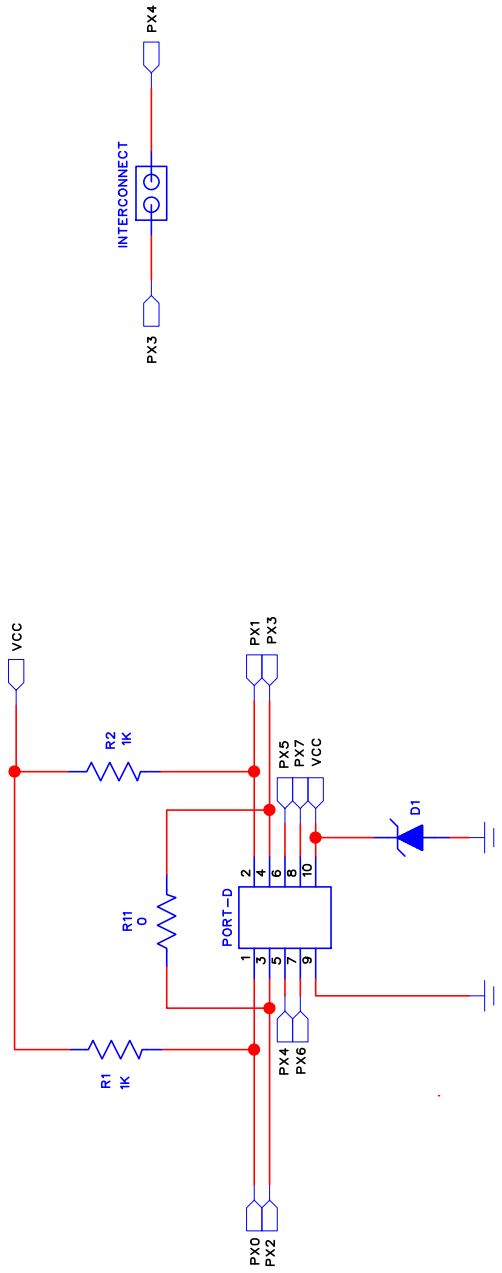 VCC
R1
1K
R2
1K
R11
0
PORT-D
PX0
PX2
1
3
5
7
9
2
4
6
8
10
PX1
PX3
PX4
PX6
PX5
PX7
VCC
D1
INTERCONNECT
PX3
PX4